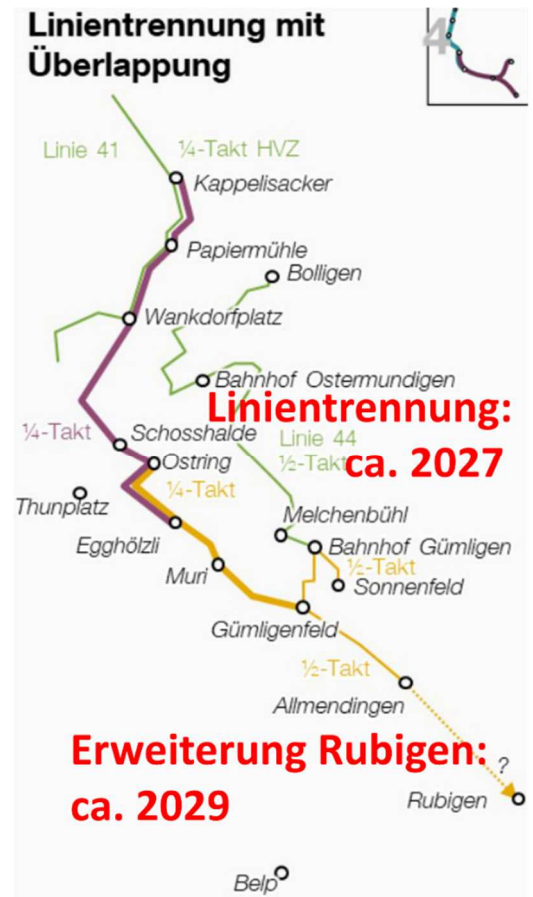 Linientrennung mit
Überlappung
4
Linie 41
¼-Takt HVZ
Kappelisacker
Papiermühle
Bolligen
Wankdorfplatz
Bahnhof Ostermundigen
Linientrennung:
ca. 2027
¼-Takt
Schosshalde
Linie 44
½-Takt
Ostring
¼-Takt
Thunplatz
Melchenbühl
Egghölzli
Bahnhof Gümligen
½-Takt
Muri
Sonnenfeld
Gümligenfeld
½-Takt
Allmendingen
Erweiterung Rubigen:
ca. 2029
?
Rubigen
Belp